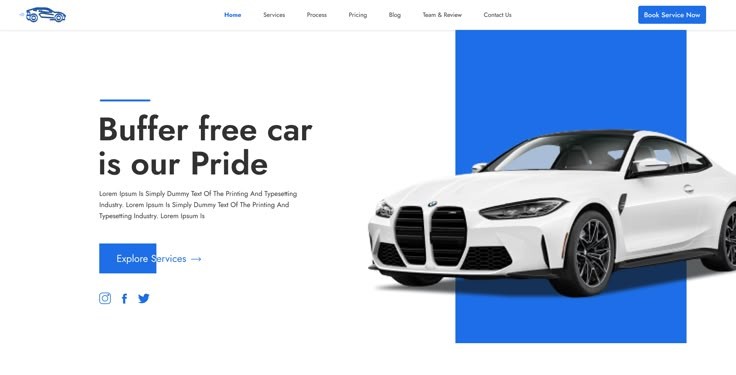 Home
Services
Process
Pricing
Blog
Team & Review
Contact Us
Book Service Now
Buffer free car
is our Pride
Lorem Ipsum Is Simply Dummy Text Of The Printing And Typesetting
Industry. Lorem Ipsum Is Simply Dummy Text Of The Printing And
Typesetting Industry. Lorem Ipsum Is
Explore Services →